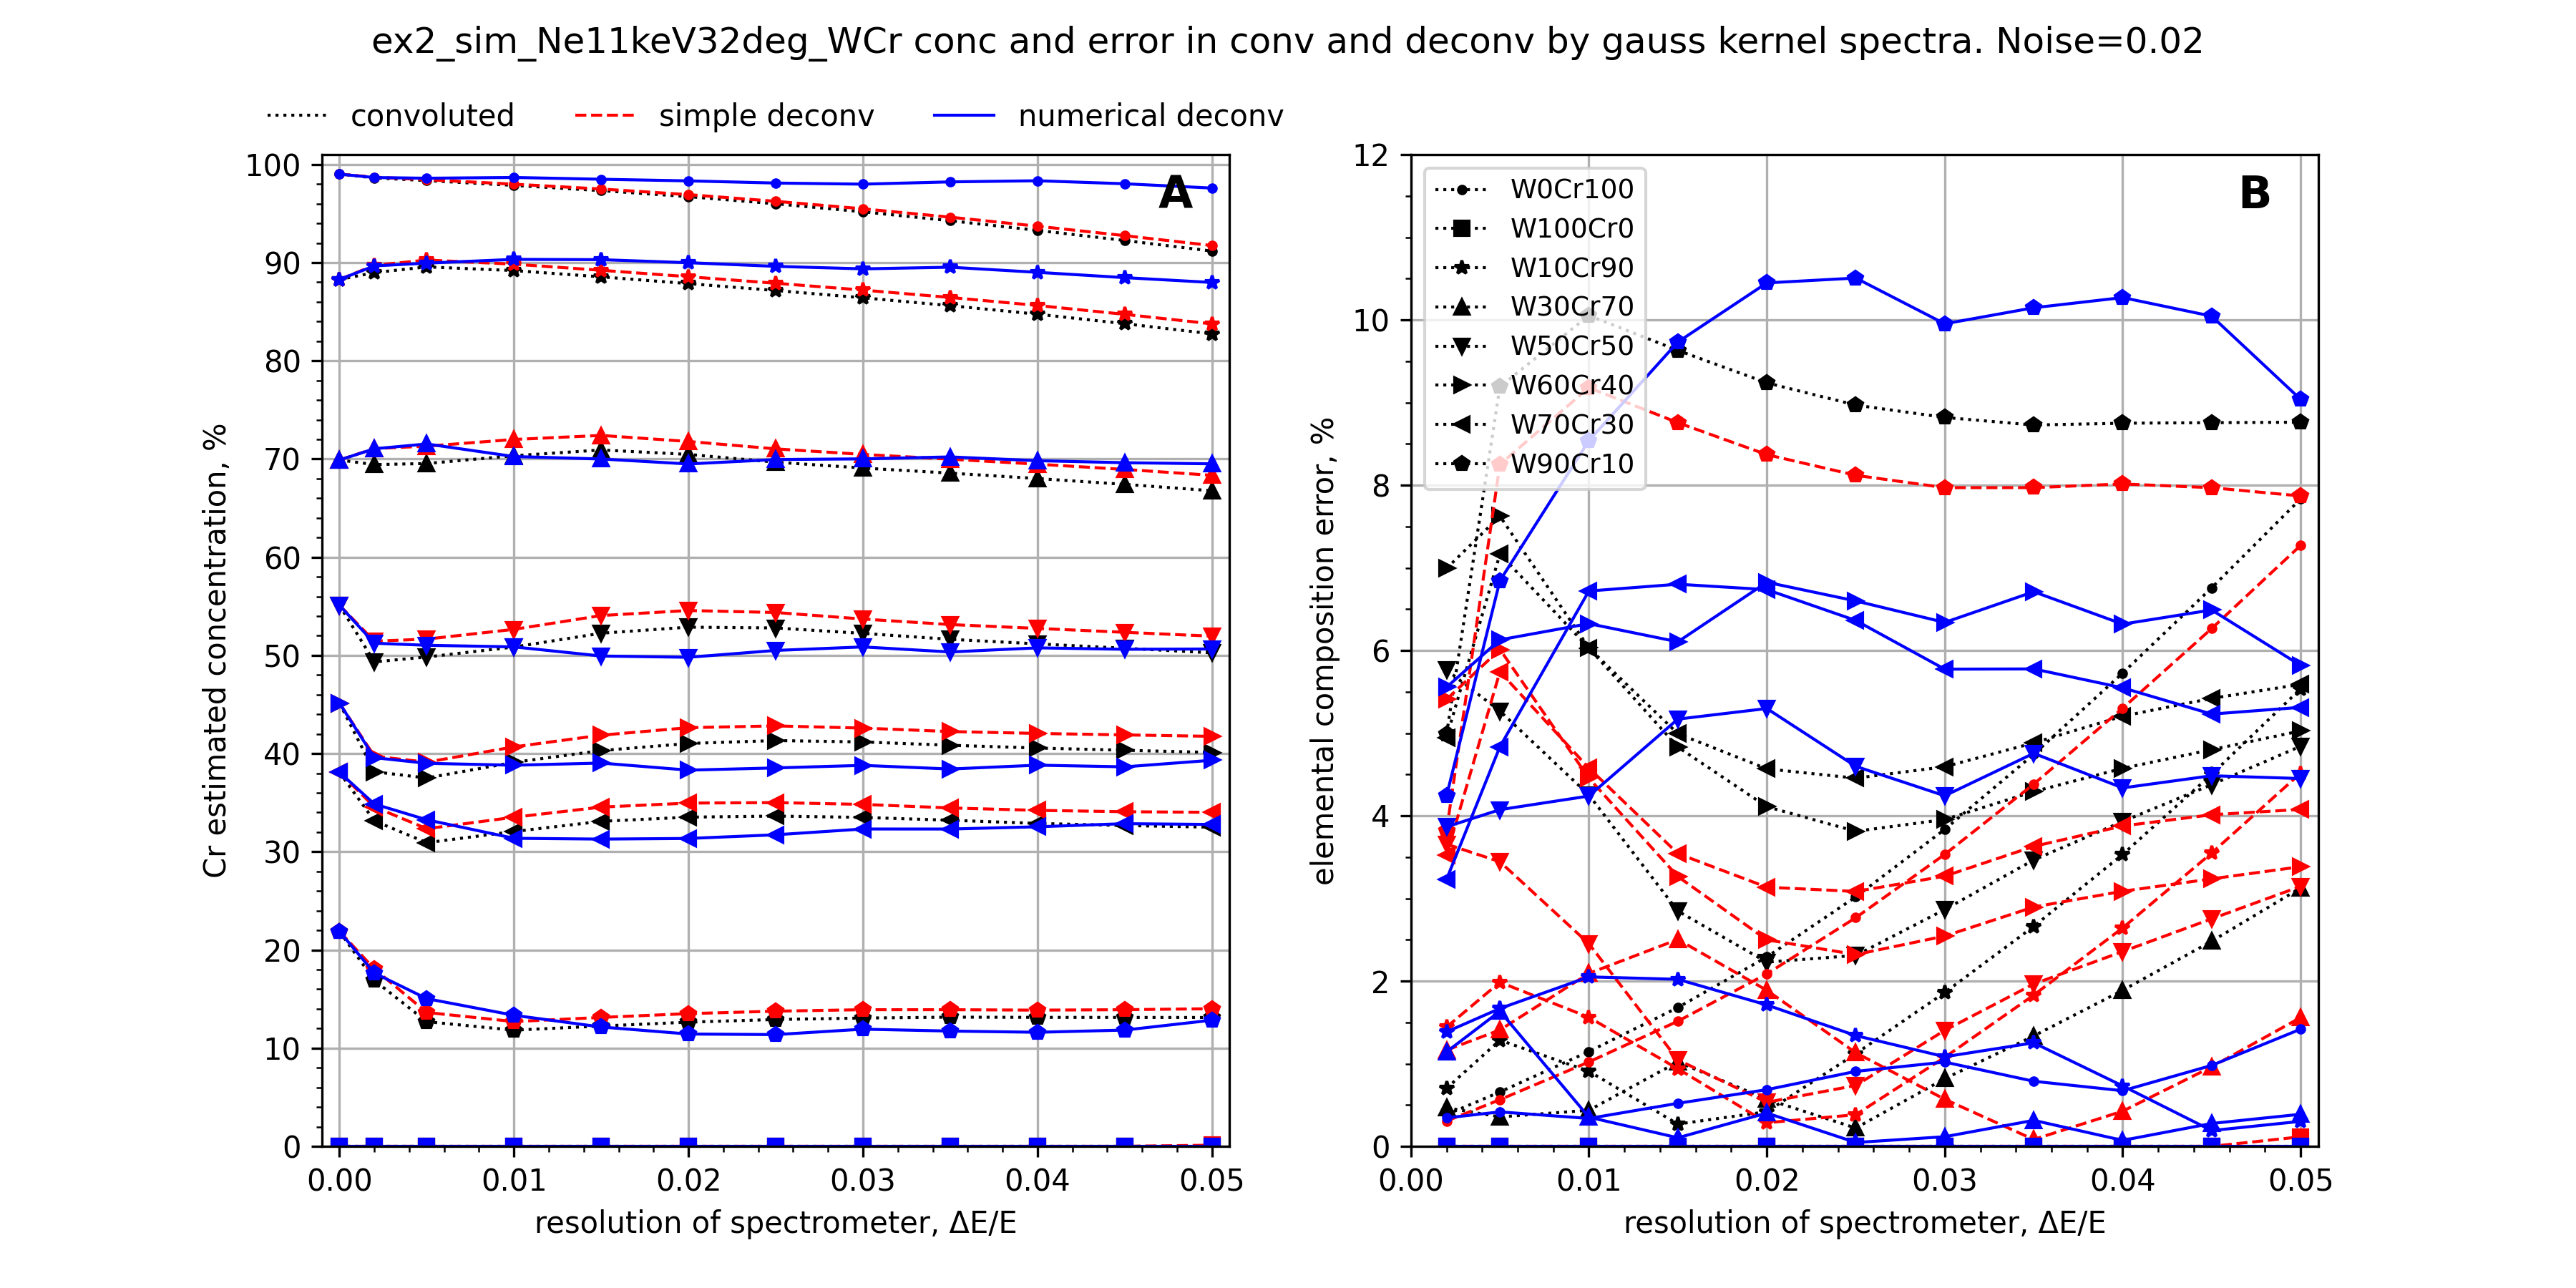 ex2_sim_Ne11keV32deg_WCr conc and error in conv and deconv by gauss kernel spectra. Noise=0.02
convoluted simple deconv numerical deconv
A
Cr estimated concentration, %
100
90
80
70
60
50
40
30
20
10
0
0.00 0.01 0.02 0.03 0.04 0.05
resolution of spectrometer, ΔE/E
B
elemental composition error, %
12
10
8
6
4
2
0
W0Cr100
W100Cr0
W10Cr90
W30Cr70
W50Cr50
W60Cr40
W70Cr30
W90Cr10
0.00 0.01 0.02 0.03 0.04 0.05
resolution of spectrometer, ΔE/E